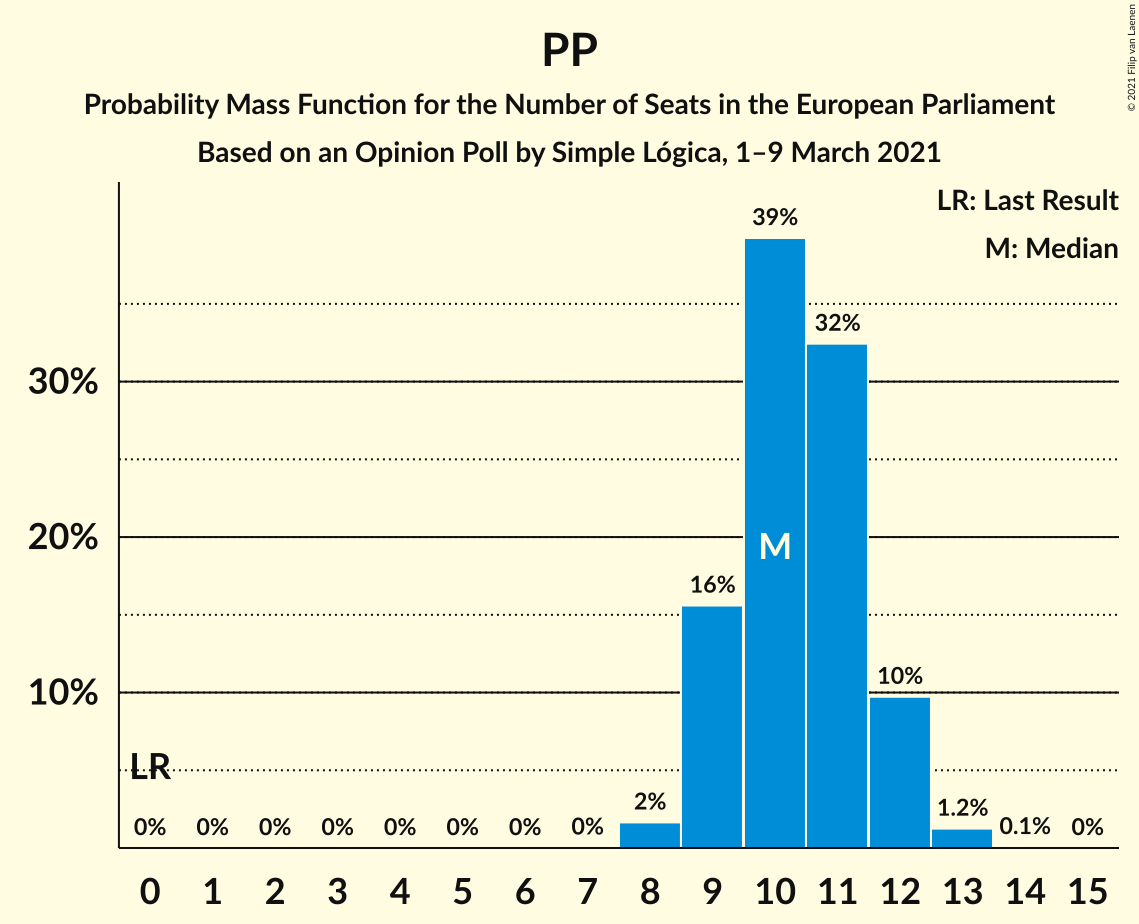 PP
Probability Mass Function for the Number of Seats in the European Parliament
Based on an Opinion Poll by Simple Lógica, 1–9 March 2021
© 2021 Filip van Laenen
LR: Last Result
M: Median
39%
32%
30%
20%
M
16%
10%
10%
LR
2%
1.2%
0% 0% 0% 0% 0% 0% 0% 0% 0.1% 0%
0 1 2 3 4 5 6 7 8 9 10 11 12 13 14 15